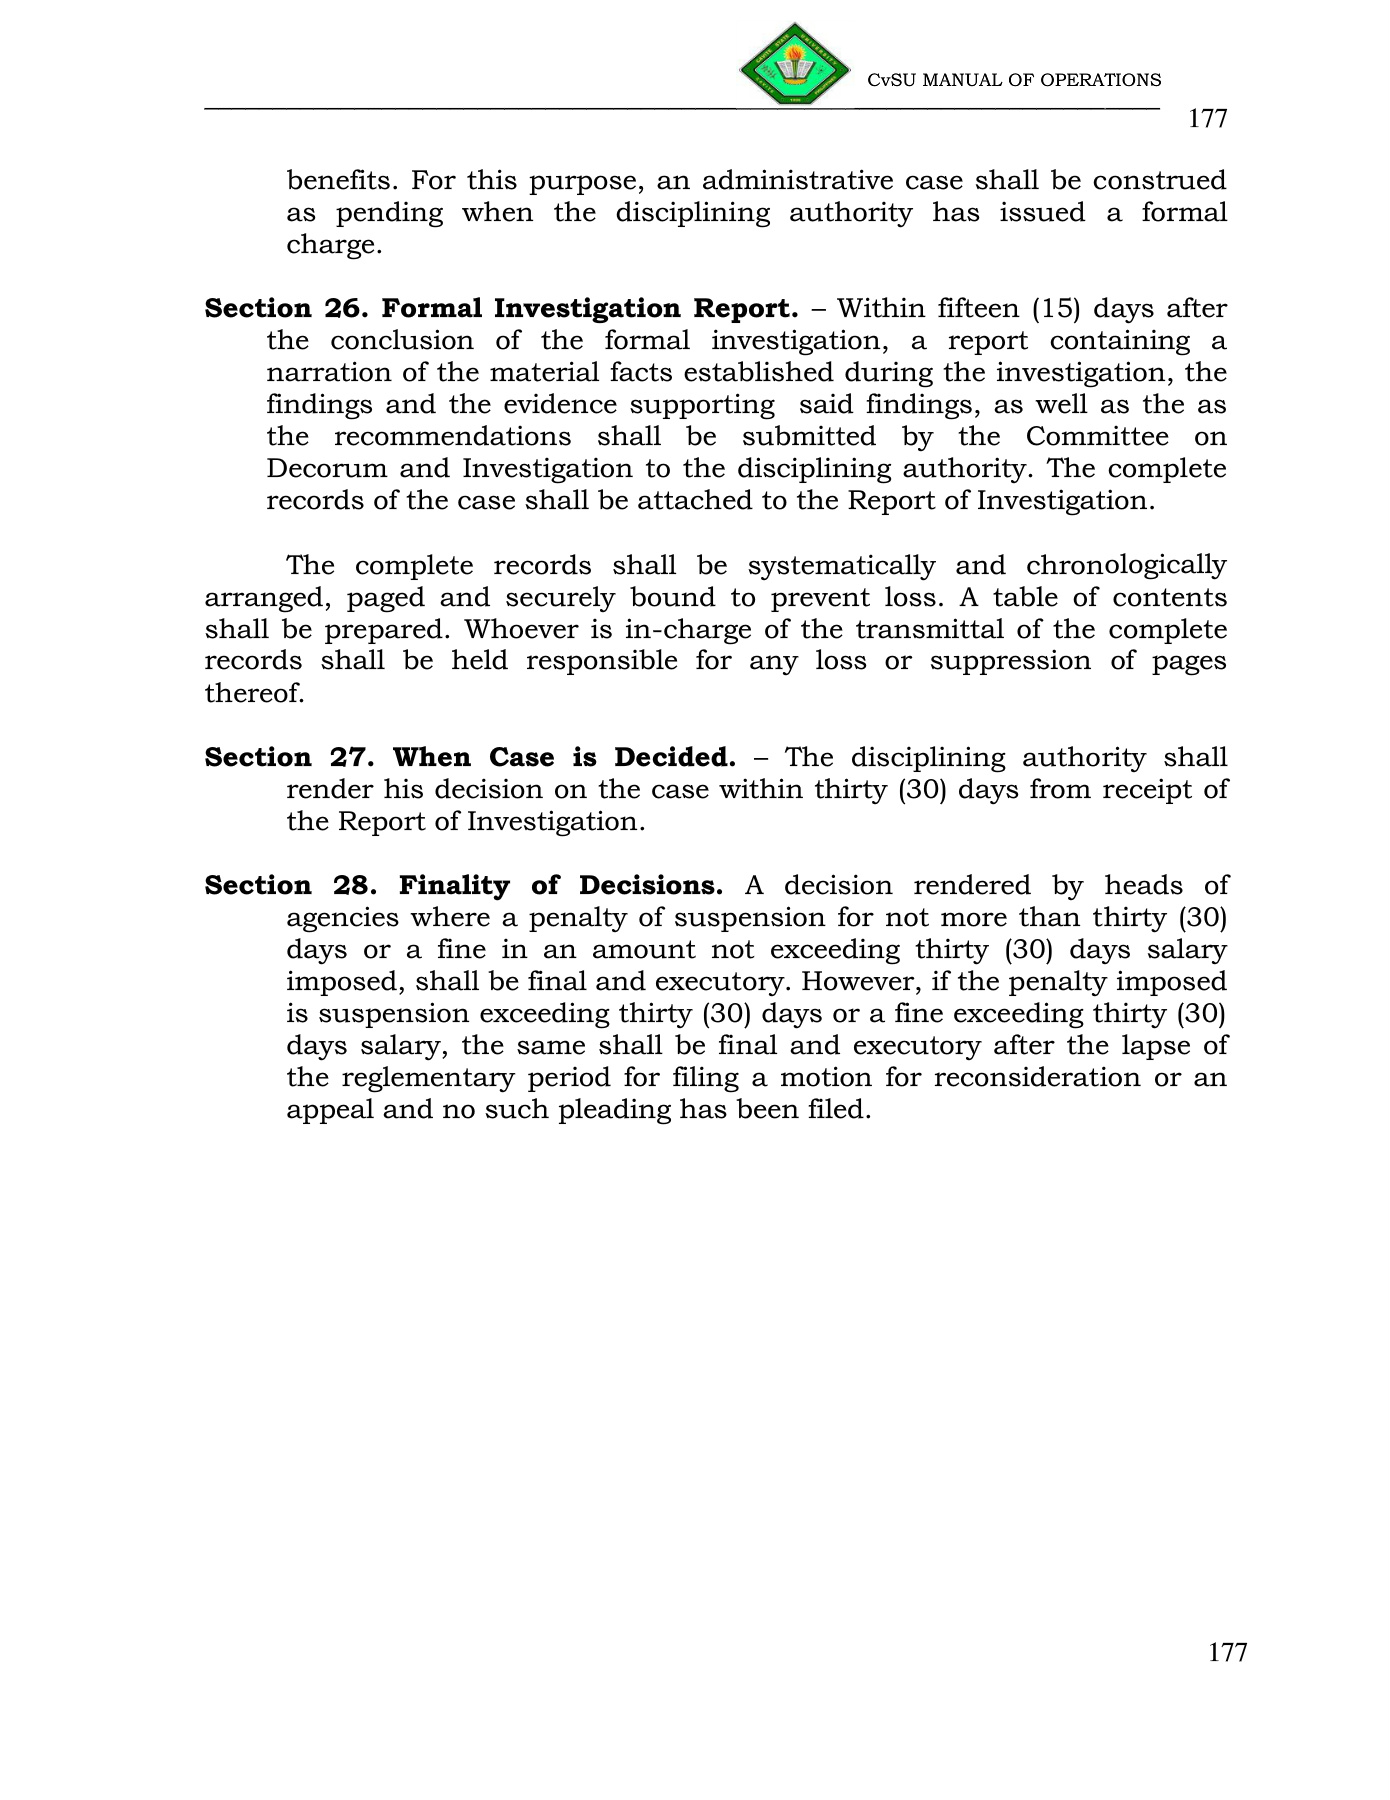 CvSU MANUAL OF OPERATIONS
177
benefits. For this purpose, an administrative case shall be construed
as pending when the disciplining authority has issued a formal
charge.
Section 26. Formal Investigation Report. – Within fifteen (15) days after
the conclusion of the formal investigation, a report containing a
narration of the material facts established during the investigation, the
findings and the evidence supporting said findings, as well as the as
the recommendations shall be submitted by the Committee on
Decorum and Investigation to the disciplining authority. The complete
records of the case shall be attached to the Report of Investigation.
The complete records shall be systematically and chronologically
arranged, paged and securely bound to prevent loss. A table of contents
shall be prepared. Whoever is in-charge of the transmittal of the complete
records shall be held responsible for any loss or suppression of pages
thereof.
Section 27. When Case is Decided. – The disciplining authority shall
render his decision on the case within thirty (30) days from receipt of
the Report of Investigation.
Section 28. Finality of Decisions. A decision rendered by heads of
agencies where a penalty of suspension for not more than thirty (30)
days or a fine in an amount not exceeding thirty (30) days salary
imposed, shall be final and executory. However, if the penalty imposed
is suspension exceeding thirty (30) days or a fine exceeding thirty (30)
days salary, the same shall be final and executory after the lapse of
the reglementary period for filing a motion for reconsideration or an
appeal and no such pleading has been filed.
177